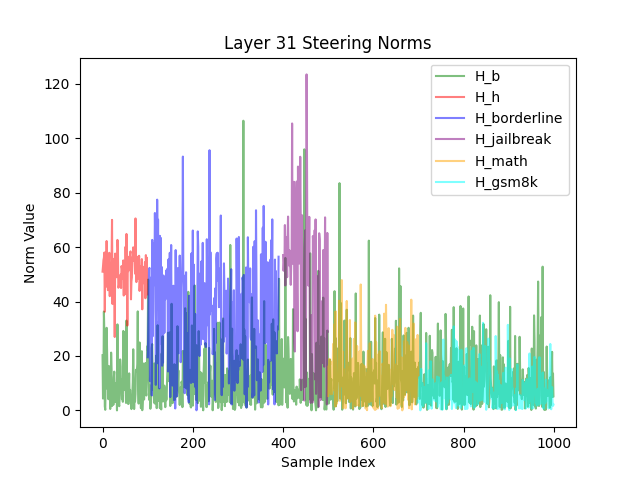 Layer 31 Steering Norms
Norm Value
120
100
80
60
40
20
0
0
200
400
600
800
1000
Sample Index
H_b
H_h
H_borderline
H_jailbreak
H_math
H_gsm8k